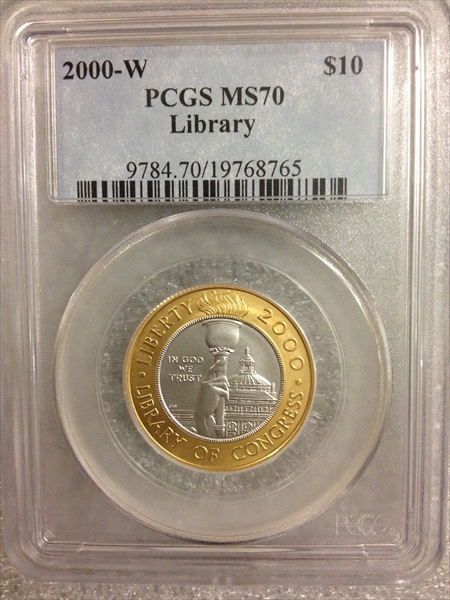 2000-W $10
PCGS MS70
Library
9784.70/19768765
LIBERTY 2000
IN GOD
WE
TRUST
LIBRARY OF CONGRESS
PCGS